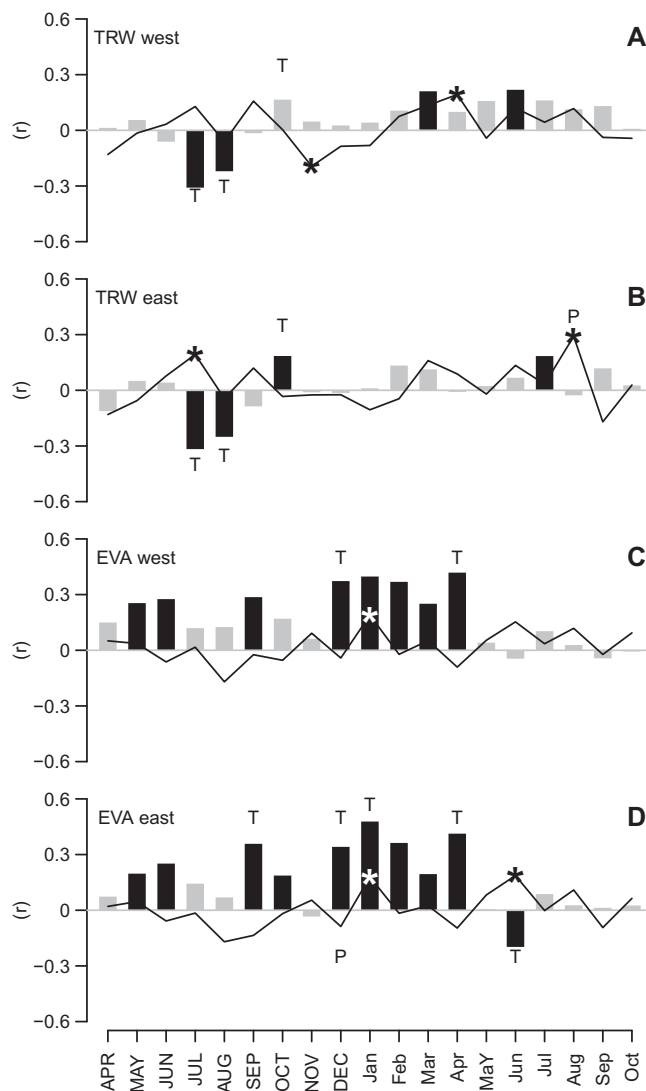 0.6
TRW west
A
T
0.3
(r)
0
*
*
T
T
−0.3
−0.6
0.6
TRW east
B
T
P
0.3
*
*
(r)
0
T
T
−0.3
−0.6
0.6
EVA west
C
T
T
0.3
*
(r)
0
−0.3
−0.6
0.6
EVA east
D
T
T
T
T
0.3
*
*
(r)
0
P
T
−0.3
−0.6
APR MAY JUN JUL AUG SEP OCT NOV DEC Jan Feb Mar Apr MaY Jun Jul Aug Sep Oct